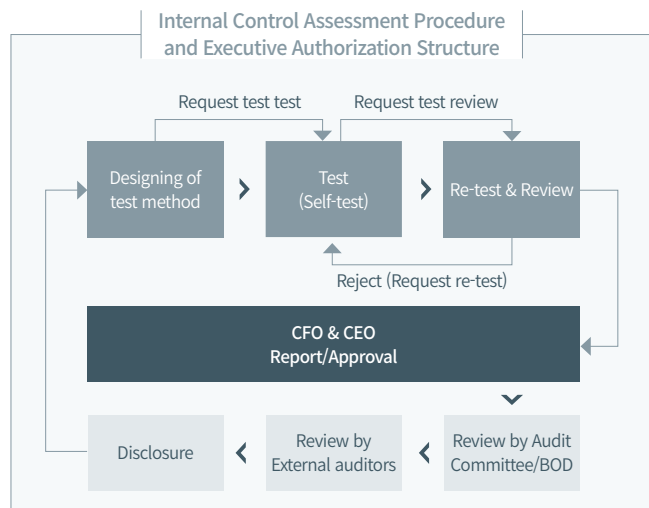 Internal Control Assessment Procedure
and Executive Authorization Structure
Request test test
Request test review
Designing of
test method
Test
(Self-test)
Re-test & Review
Reject (Request re-test)
CFO & CEO
Report/Approval
Disclosure
Review by
External auditors
Review by Audit
Committee/BOD